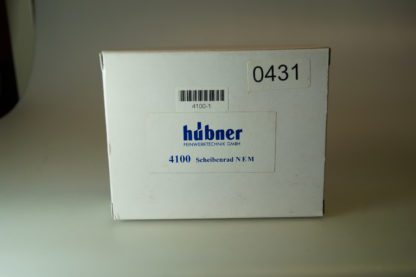 0431
4100-1
hübner
FEINWERKTECHNIK GMBH
4100 Scheibenrad NEM